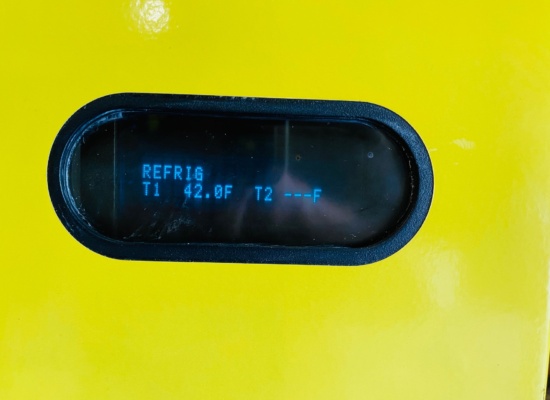 REFRIG
T1 42.0F T2 ---F